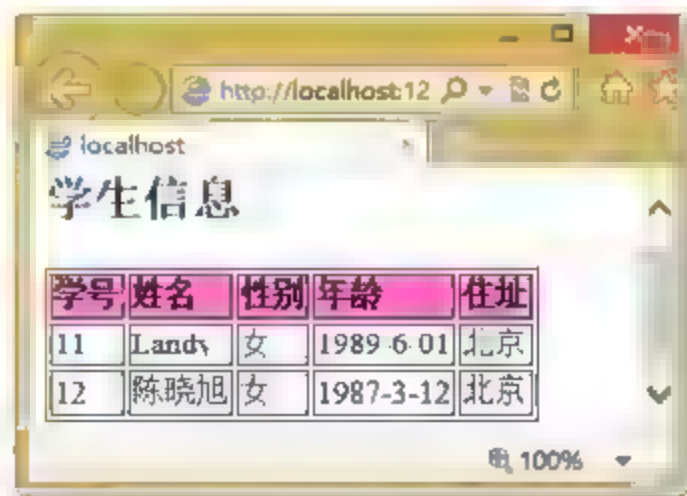 http://localhost:12
localhost
学生信息
学号 姓名 性别 年龄 住址
11 Landy 女 1989-6-01 北京
12 陈晓旭 女 1987-3-12 北京
100%